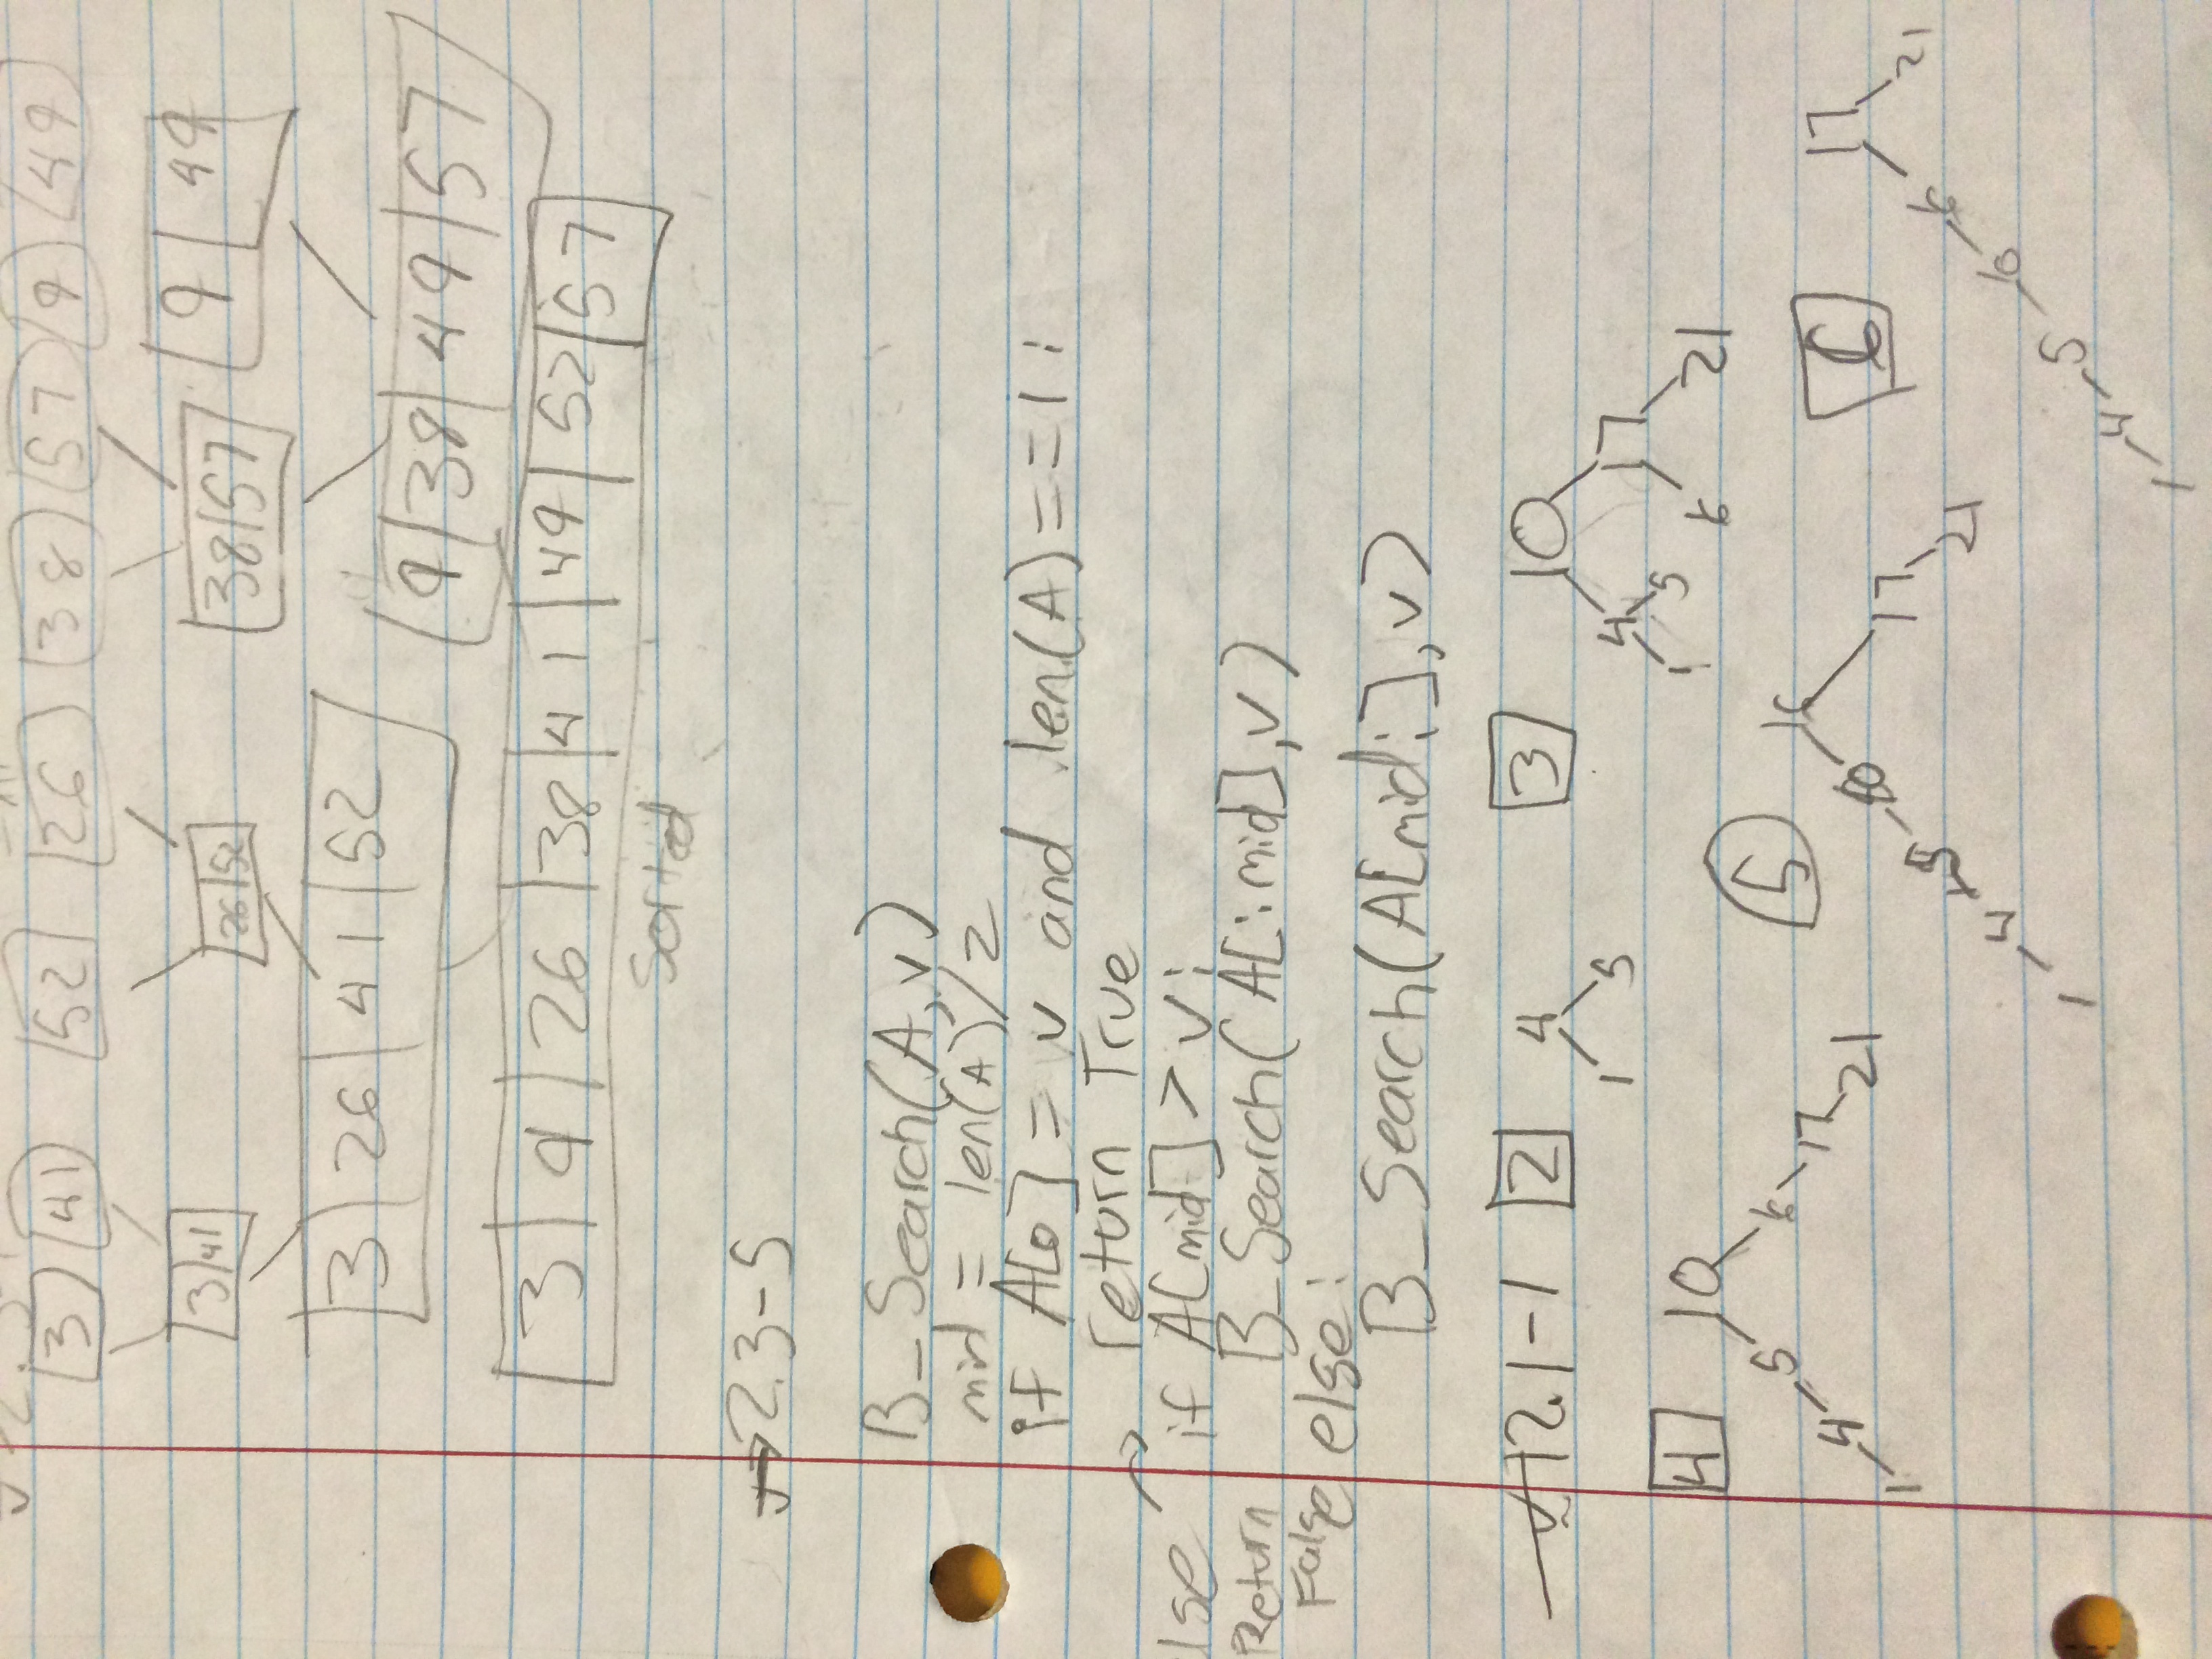 3 41 52 26 38 57 9 49
3 41 26 52 38 57 9 49
3 26 41 52
9 38 49 57
3 9 26 38 41 49 52 57
Sorted
→ 2.3-5
B_Search(A, v)
mid = len(A)/2
if A[0] = v and len(A) == 1:
return True
lse if A[mid] > v:
Return B_Search(A[:mid], v)
False else:
B_Search(A[mid:], v)
12.1-1 2 4 3 10
1 5 4 17
1 5 16 21
4 10
5 16
4 17
1 21
5 16
10 17
5 21
4
1
6 17
16 21
10
5
4
1